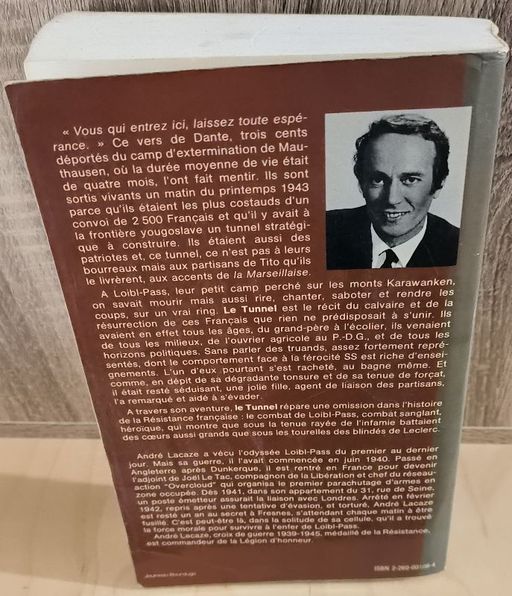 « Vous qui entrez ici, laissez toute espé-
rance. » Ce vers de Dante, trois cents
déportés du camp d'extermination de Mau-
thausen, où la durée moyenne de vie était
de quatre mois, l'ont fait mentir. Ils sont
sortis vivants un matin du printemps 1943
parce qu'ils étaient les plus costauds d'un
convoi de 2 500 Français et qu'il y avait à
la frontière yougoslave un tunnel stratégi-
que à construire. Ils étaient aussi des
patriotes et, ce tunnel, ce n'est pas à leurs
bourreaux mais aux partisans de Tito qu'ils
le livrèrent, aux accents de la Marseillaise.
A Loibl-Pass, leur petit camp perché sur les monts Karawanken,
on savait mourir mais aussi rire, chanter, saboter et rendre les
coups, sur un vrai ring. Le Tunnel est le récit du calvaire et de la
résurrection de ces Français que rien ne prédisposait à s'unir. Ils
avaient en effet tous les âges, du grand-père à l'écolier, ils venaient
de tous les milieux, de l'ouvrier agricole au P.-D.G., et de tous les
horizons politiques. Sans parler des truands, assez fortement repré-
sentés, dont le comportement face à la férocité SS est riche d'ensei-
gnements. L'un d'eux pourtant s'est racheté, au bagne même. Et
comme, en dépit de sa dégradante tonsure et de sa tenue de forçat,
il était resté séduisant, une jolie fille, agent de liaison des partisans,
l'a remarqué et aidé à s'évader.
A travers son aventure, le Tunnel répare une omission dans l'histoire
de la Résistance française : le combat de Loibl-Pass, combat sanglant,
héroïque, qui montre que sous la tenue rayée de l'infamie battaient
des cœurs aussi grands que sous les tourelles des blindés de Leclerc.
André Lacaze a vécu l'odyssée Loibl-Pass du premier au dernier
jour. Mais sa guerre, il l'avait commencée en juin 1940. Passé en
Angleterre après Dunkerque, il est rentré en France pour devenir
l'adjoint de Joël Le Tac, compagnon de la Libération et chef du réseau-
action "Overcloud" qui organisa le premier parachutage d'armes en
zone occupée. Dès 1941, dans son appartement du 31, rue de Seine,
un poste émetteur assurait la liaison avec Londres. Arrêté en février
1942, repris après une tentative d'évasion, et torturé, André Lacaze
est resté un an au secret à Fresnes, s'attendant chaque matin à être
fusillé. C'est peut-être là, dans la solitude de sa cellule, qu'il a trouvé
la force morale pour survivre à l'enfer de Loibl-Pass.
André Lacaze, croix de guerre 1939-1945, médaillé de la Résistance,
est commandeur de la Légion d'honneur.
ISBN 2-260-00108-4